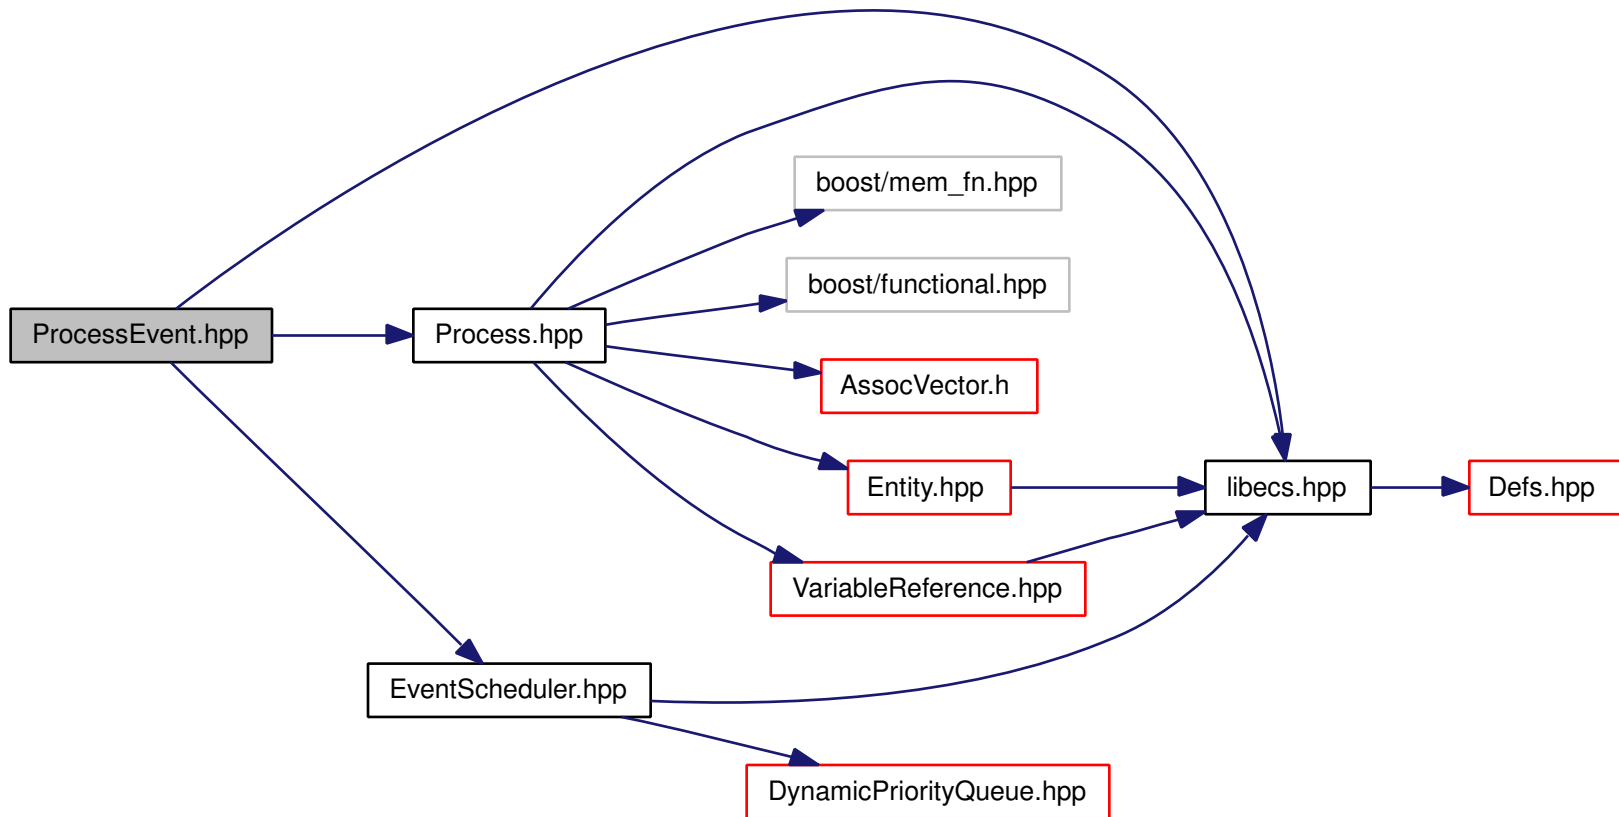 boost/mem_fn.hpp
boost/functional.hpp
ProcessEvent.hpp
Process.hpp
AssocVector.h
Entity.hpp
libecs.hpp
Defs.hpp
VariableReference.hpp
EventScheduler.hpp
DynamicPriorityQueue.hpp